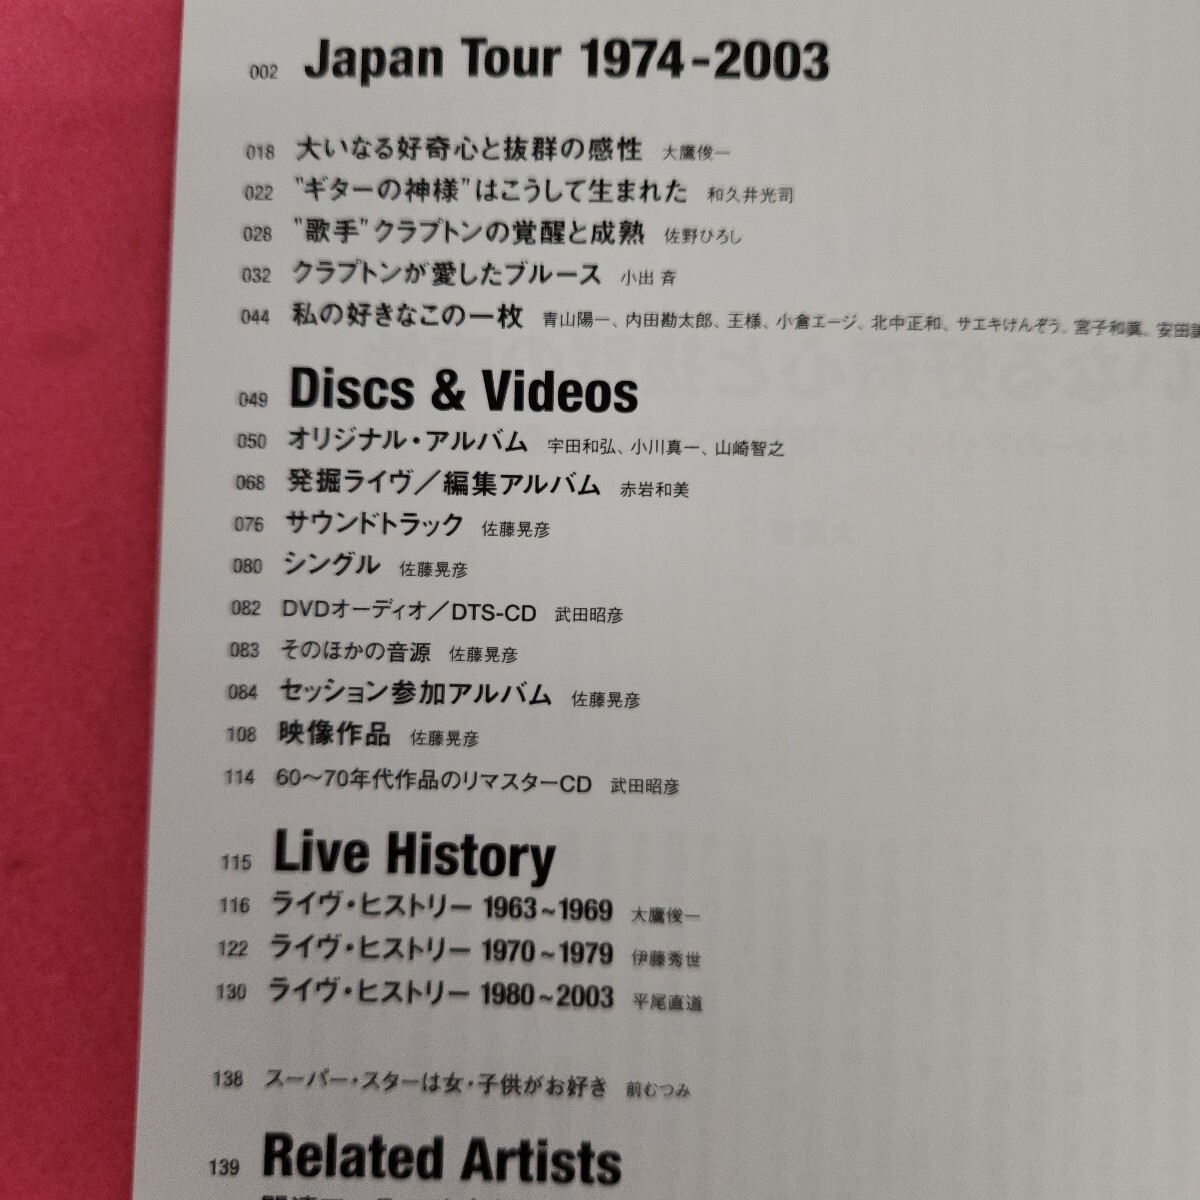 002 Japan Tour 1974-2003
018 大いなる好奇心と抜群の感性 大鷹俊一
022 "ギターの神様"はこうして生まれた 和久井光司
028 "歌手"クラプトンの覚醒と成熟 佐野ひろし
032 クラプトンが愛したブルース 小出 斉
044 私の好きなこの一枚 青山陽一、内田勘太郎、王様、小倉エージ、北中正和、サエキけんぞう、宮子和眞、安田
049 Discs & Videos
050 オリジナル・アルバム 宇田和弘、小川真一、山崎智之
068 発掘ライヴ／編集アルバム 赤岩和美
076 サウンドトラック 佐藤晃彦
080 シングル 佐藤晃彦
082 DVDオーディオ／DTS-CD 武田昭彦
083 そのほかの音源 佐藤晃彦
084 セッション参加アルバム 佐藤晃彦
108 映像作品 佐藤晃彦
114 60〜70年代作品のリマスターCD 武田昭彦
115 Live History
116 ライヴ・ヒストリー 1963~1969 大鷹俊一
122 ライヴ・ヒストリー 1970~1979 伊藤秀世
130 ライヴ・ヒストリー 1980~2003 平尾直道
138 スーパー・スターは女・子供がお好き 前むつみ
139 Related Artists